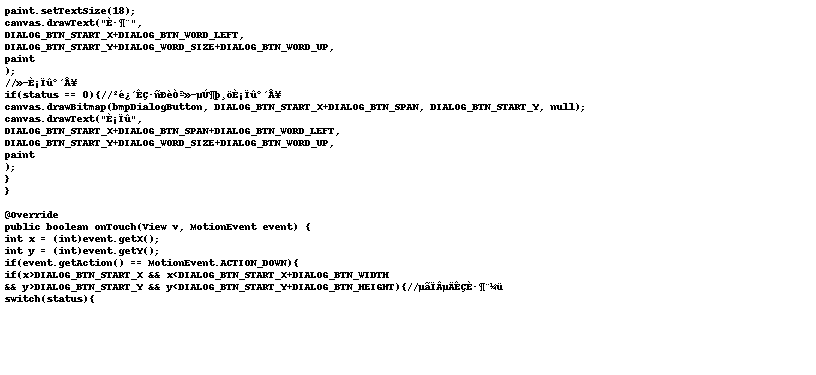 paint.setTextSize(18);
canvas.drawText("È·¶¨",
DIALOG_BTN_START_X+DIALOG_BTN_WORD_LEFT,
DIALOG_BTN_START_Y+DIALOG_WORD_SIZE+DIALOG_BTN_WORD_UP,
paint
);
//»­È¡Ïû°´Å¥
if(status == 0){//²é¿´ÊÇ·ñÐèÒª»­µÚ¶þ¸öÈ¡Ïû°´Å¥
canvas.drawBitmap(bmpDialogButton, DIALOG_BTN_START_X+DIALOG_BTN_SPAN, DIALOG_BTN_START_Y, null);
canvas.drawText("È¡Ïû",
DIALOG_BTN_START_X+DIALOG_BTN_SPAN+DIALOG_BTN_WORD_LEFT,
DIALOG_BTN_START_Y+DIALOG_WORD_SIZE+DIALOG_BTN_WORD_UP,
paint
);
}
}
@Override
public boolean onTouch(View v, MotionEvent event) {
int x = (int)event.getX();
int y = (int)event.getY();
if(event.getAction() == MotionEvent.ACTION_DOWN){
if(x>DIALOG_BTN_START_X && x<DIALOG_BTN_START_X+DIALOG_BTN_WIDTH
&& y>DIALOG_BTN_START_Y && y<DIALOG_BTN_START_Y+DIALOG_BTN_HEIGHT){//µãÏÂµÄÊÇÈ·¶¨¼ü
switch(status){